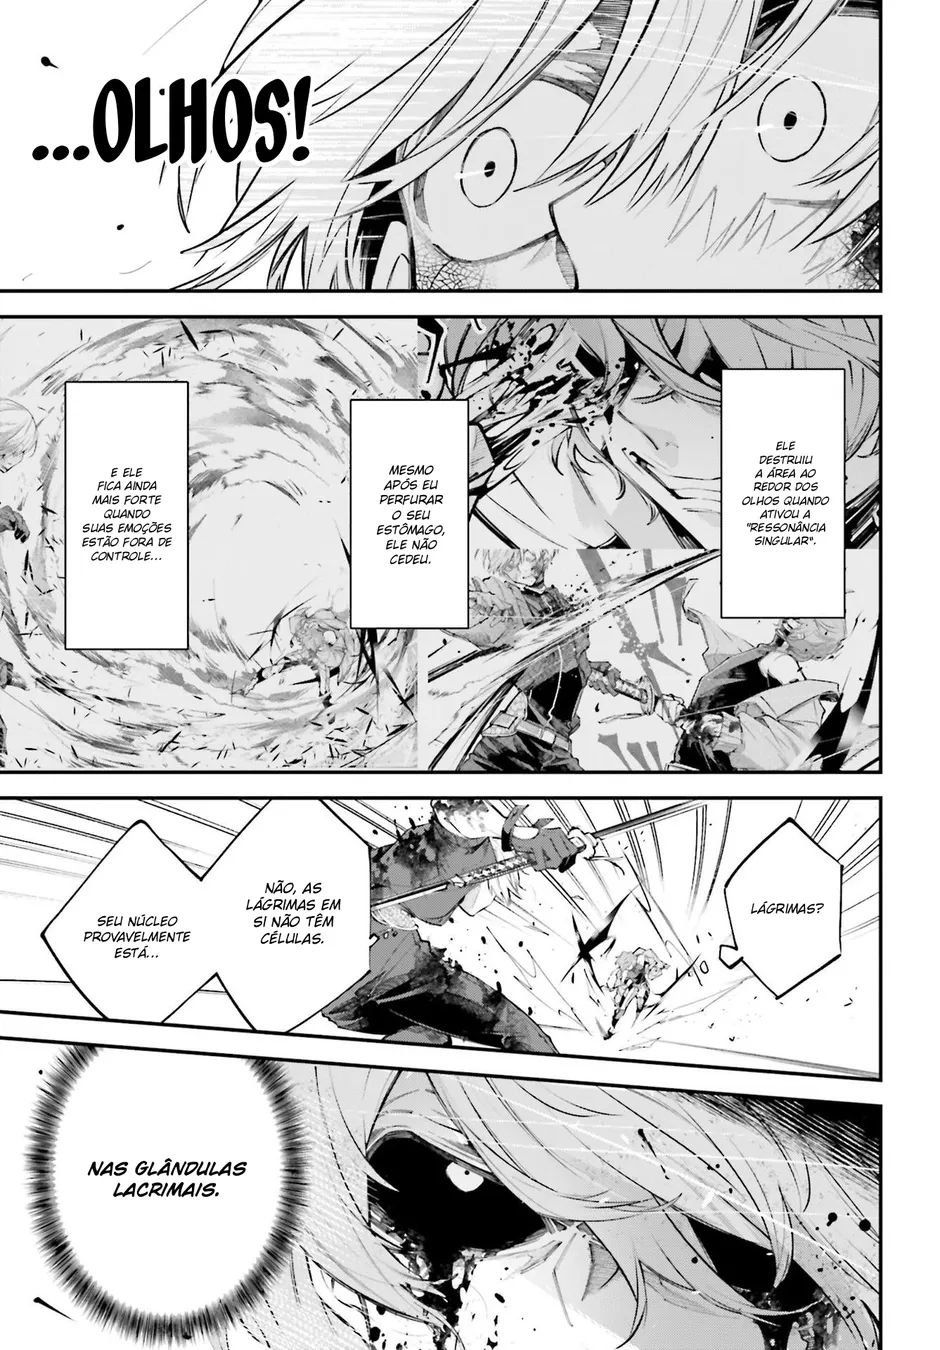 ...OLHOS!
ELE
DESTRUIU
A ÁREA AO
REDOR DOS
OLHOS QUANDO
ATIVOU A
"RESSONÂNCIA
SINGULAR".
MESMO
APÓS EU
PERFURAR
O SEU
ESTÔMAGO,
ELE NÃO
CEDEU.
E ELE
FICA AINDA
MAIS FORTE
QUANDO
SUAS EMOÇÕES
ESTÃO FORA DE
CONTROLE...
LÁGRIMAS?
NÃO, AS
LÁGRIMAS EM
SI NÃO TÊM
CÉLULAS.
SEU NÚCLEO
PROVAVELMENTE
ESTÁ...
NAS GLÂNDULAS
LACRIMAIS.